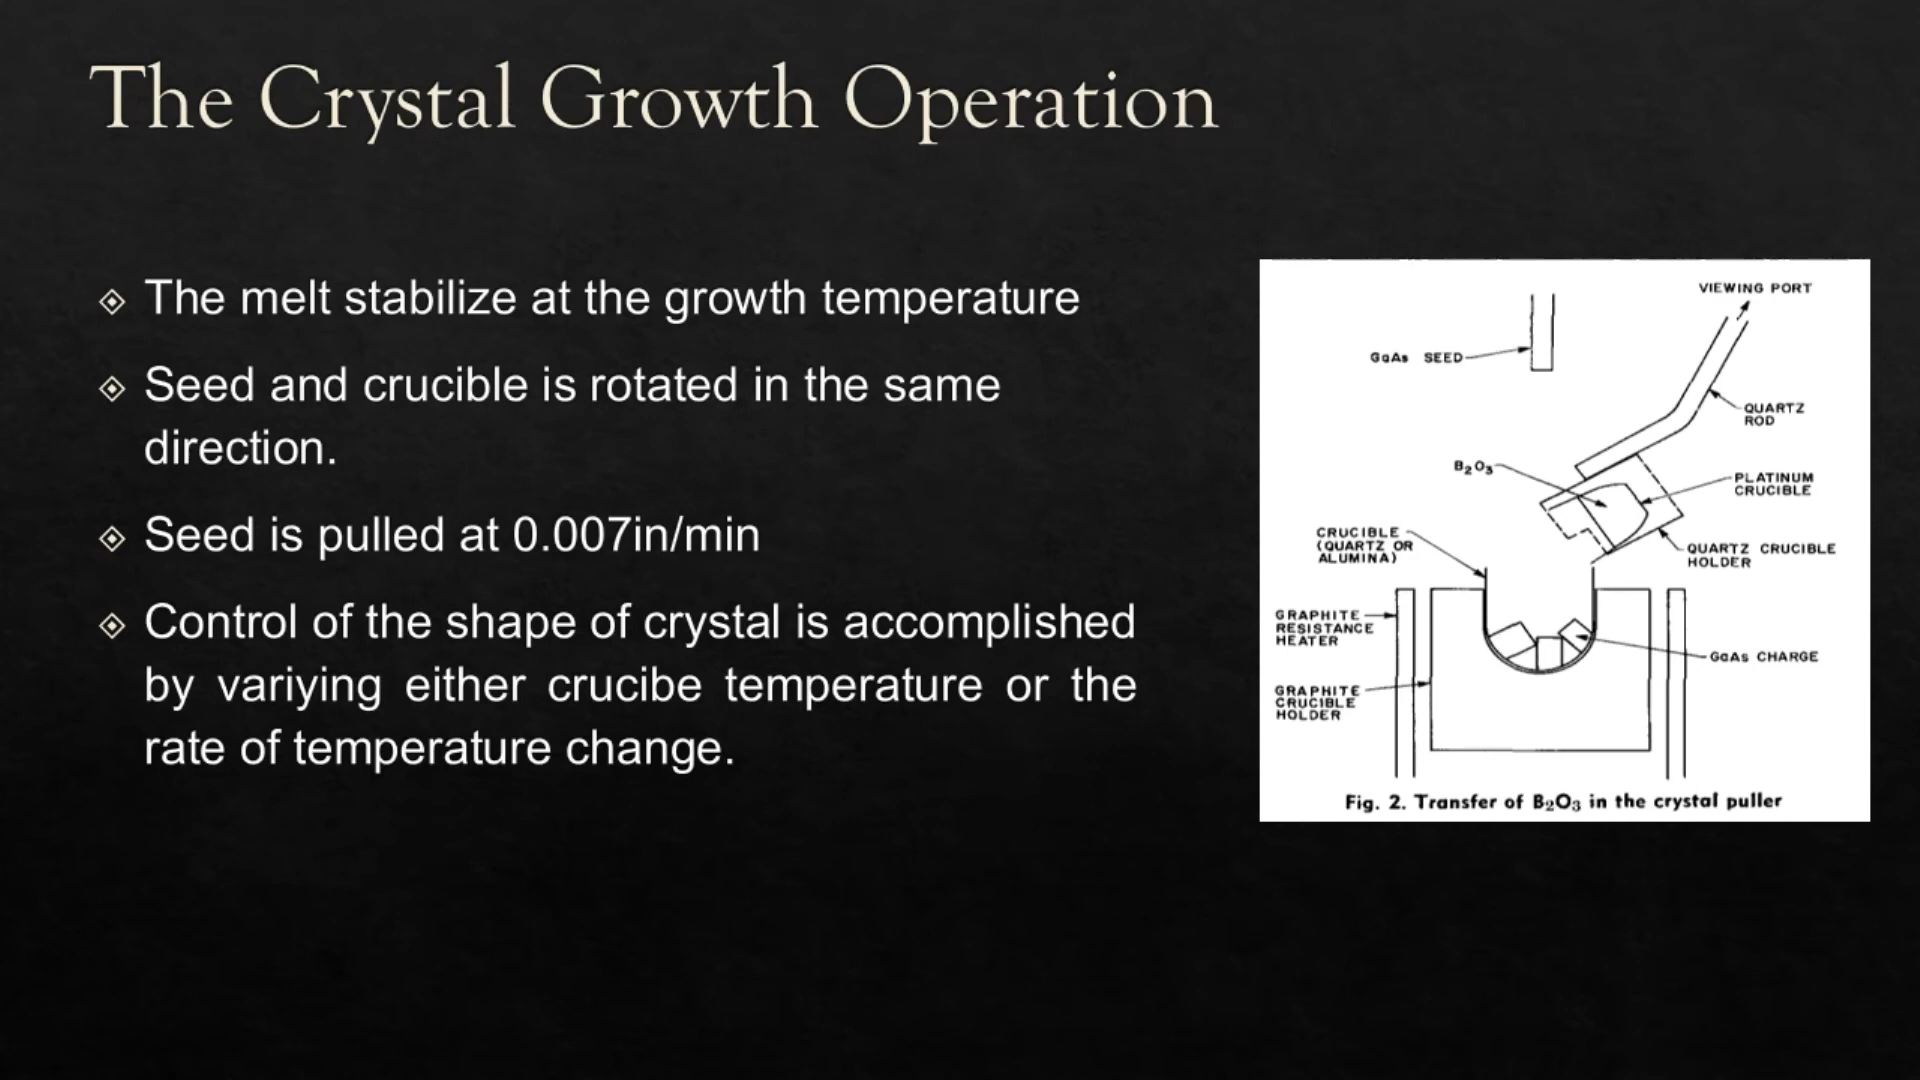 The Crystal Growth Operation
The melt stabilize at the growth temperature
Seed and crucible is rotated in the same
direction.
Seed is pulled at 0.007in/min
Control of the shape of crystal is accomplished
by variying either crucibe temperature or the
rate of temperature change.
VIEWING PORT
GaAs SEED
QUARTZ
ROD
B₂O₃
PLATINUM
CRUCIBLE
CRUCIBLE
(QUARTZ OR
ALUMINA)
QUARTZ CRUCIBLE
HOLDER
GRAPHITE
RESISTANCE
HEATER
GaAs CHARGE
GRAPHITE
CRUCIBLE
HOLDER
Fig. 2. Transfer of B₂O₃ in the crystal puller